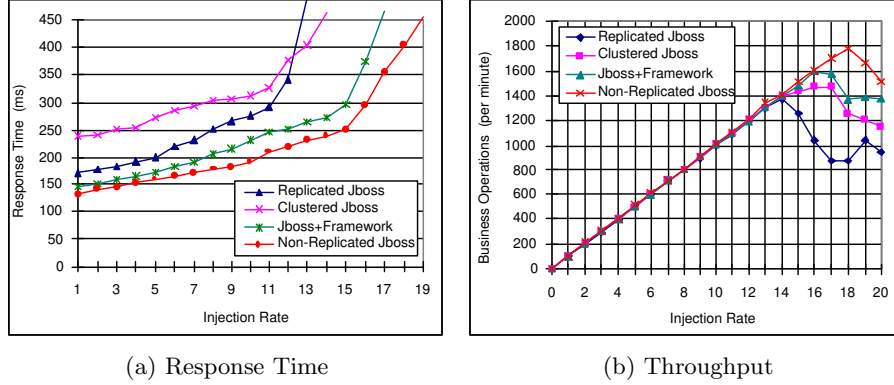 450
400
350
300
250
200
150
100
50
0
Response Time (ms)
1 3 5 7 9 11 13 15 17 19
Injection Rate
Replicated Jboss
Clustered Jboss
Jboss+Framework
Non-Replicated Jboss
(a) Response Time
2000
1800
1600
1400
1200
1000
800
600
400
200
0
Business Operations (per minute)
0 2 4 6 8 10 12 14 16 18 20
Injection Rate
Replicated Jboss
Clustered Jboss
Jboss+Framework
Non-Replicated Jboss
(b) Throughput